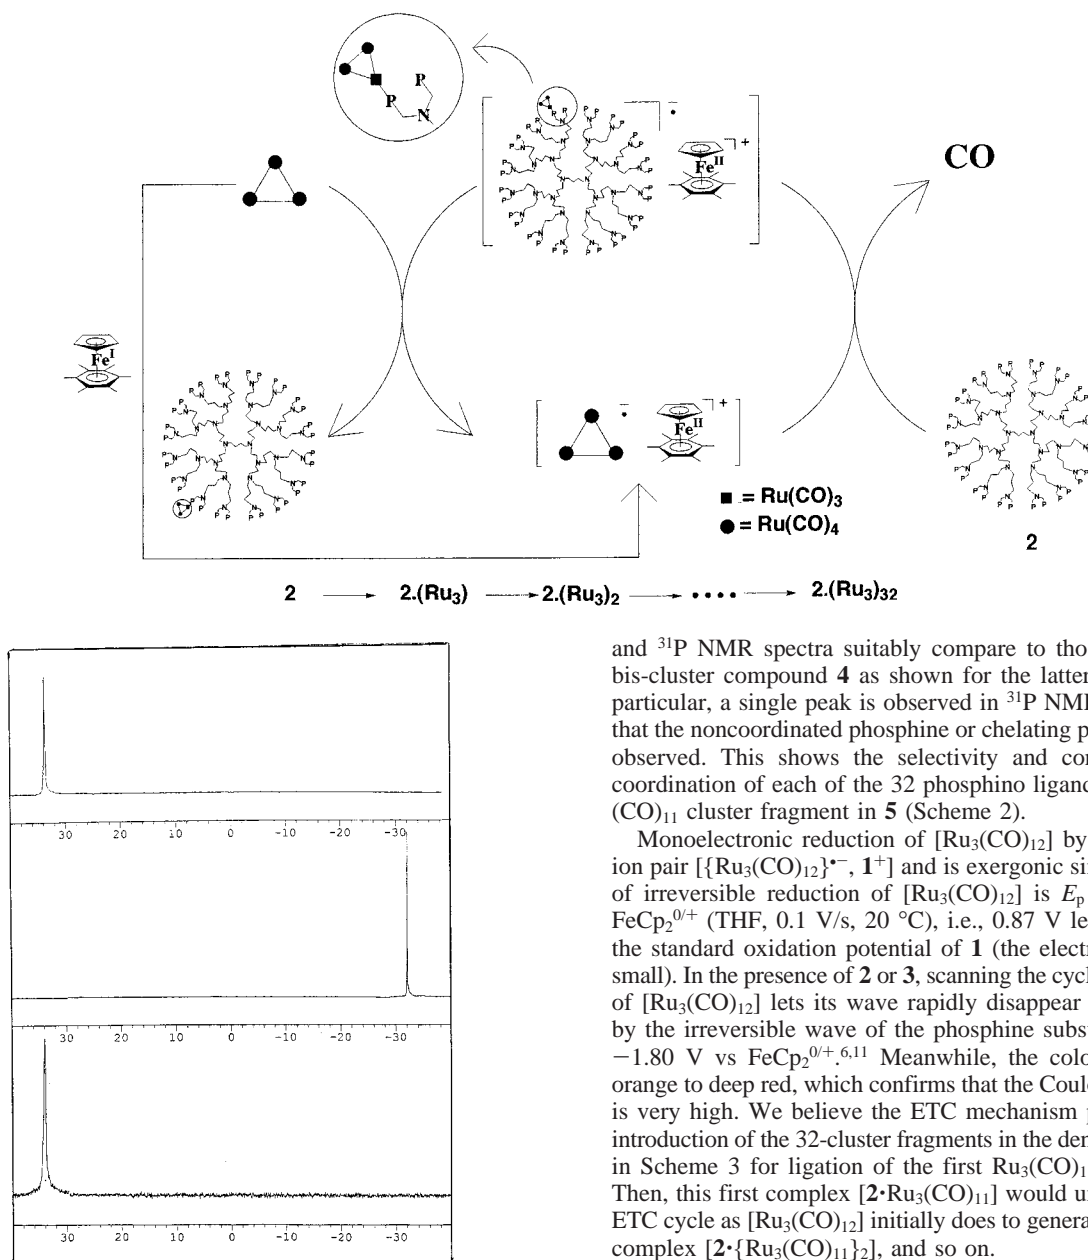 P
P
N
CO
Fe^II
+
Fe^I
Fe^II
+
■ = Ru(CO)3
● = Ru(CO)4
2
2 → 2.(Ru3) → 2.(Ru3)2 → •••• → 2.(Ru3)32
30 20 10 0 -10 -20 -30
30 20 10 0 -10 -20 -30
30 20 10 0 -10 -20 -30
and 31P NMR spectra suitably compare to tho
bis-cluster compound 4 as shown for the latter
particular, a single peak is observed in 31P NMR
that the noncoordinated phosphine or chelating p
observed. This shows the selectivity and con
coordination of each of the 32 phosphino ligand
(CO)11 cluster fragment in 5 (Scheme 2).
Monoelectronic reduction of [Ru3(CO)12] by
ion pair [{Ru3(CO)12}•−, 1+] and is exergonic si
of irreversible reduction of [Ru3(CO)12] is Ep
FeCp2 0/+ (THF, 0.1 V/s, 20 °C), i.e., 0.87 V le
the standard oxidation potential of 1 (the electr
small). In the presence of 2 or 3, scanning the cycl
of [Ru3(CO)12] lets its wave rapidly disappear
by the irreversible wave of the phosphine subst
−1.80 V vs FeCp2 0/+.6,11 Meanwhile, the colo
orange to deep red, which confirms that the Coule
is very high. We believe the ETC mechanism p
introduction of the 32-cluster fragments in the den
in Scheme 3 for ligation of the first Ru3(CO)1
Then, this first complex [2•Ru3(CO)11] would u
ETC cycle as [Ru3(CO)12] initially does to genera
complex [2•{Ru3(CO)11}2], and so on.